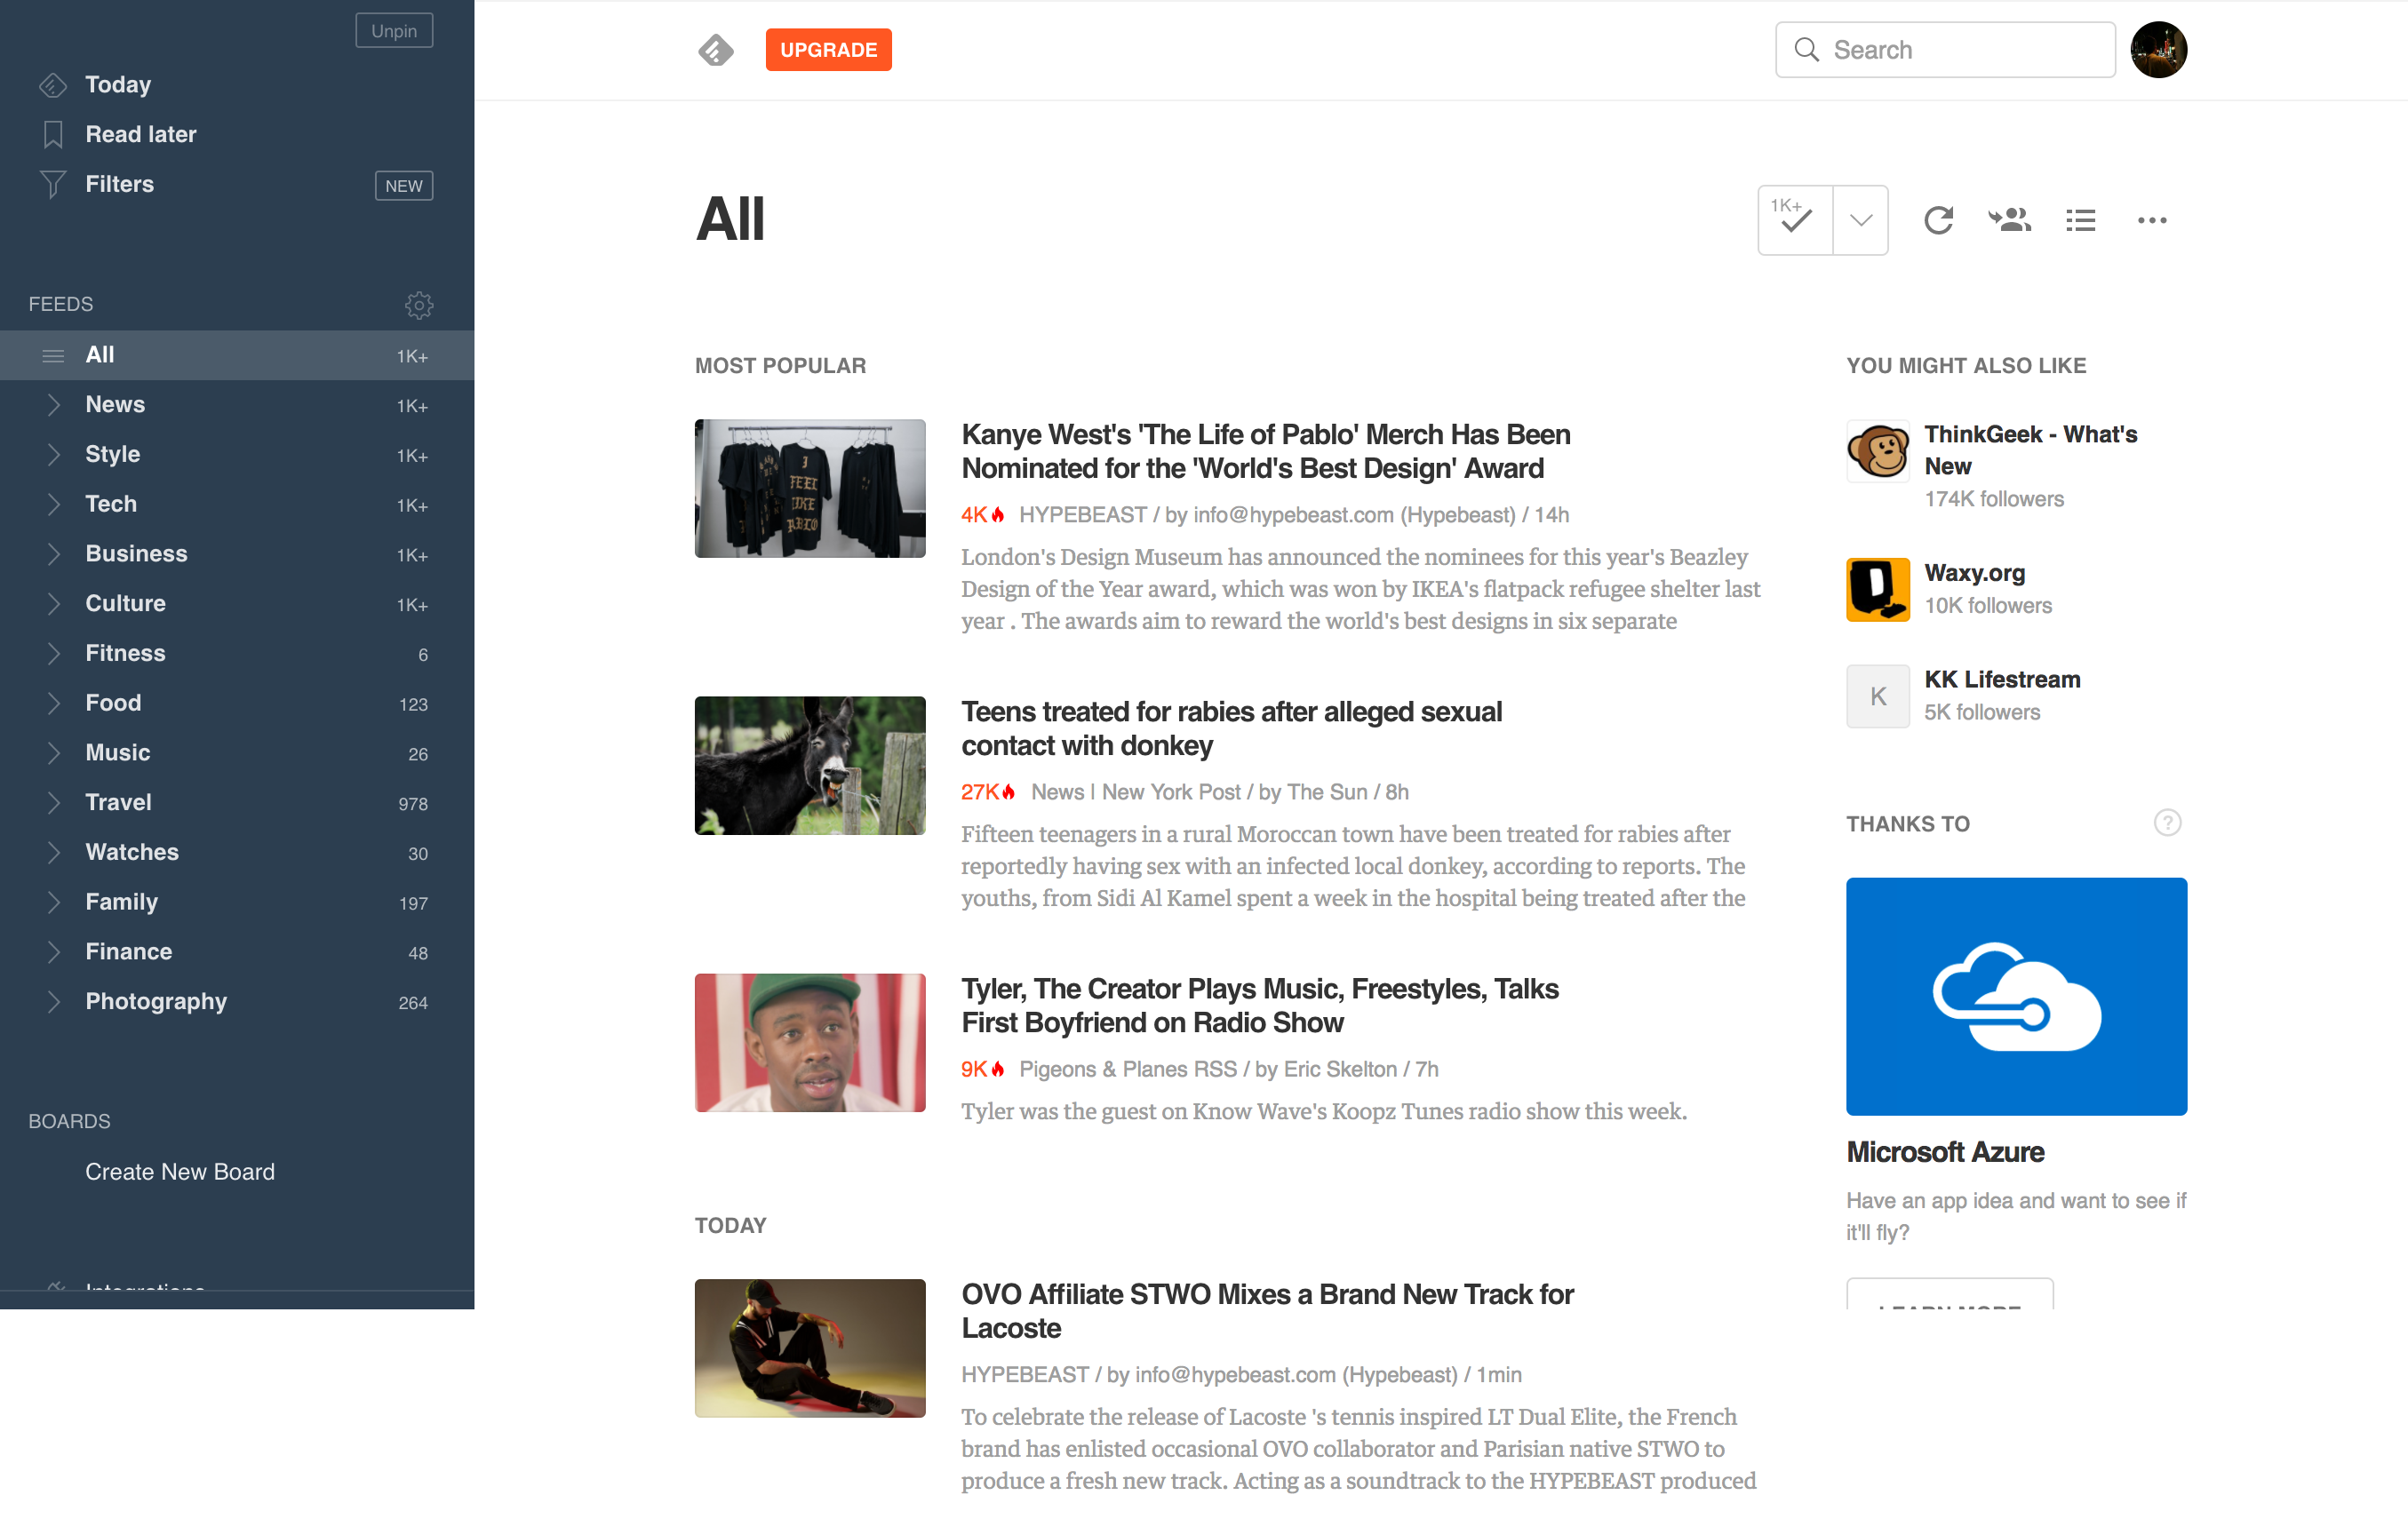 Unpin
Today
Read later
Filters
NEW
FEEDS
All
1K+
News
1K+
Style
1K+
Tech
1K+
Business
1K+
Culture
1K+
Fitness
6
Food
123
Music
26
Travel
978
Watches
30
Family
197
Finance
48
Photography
264
BOARDS
Create New Board
Integrations
UPGRADE
Search
All
1K+
MOST POPULAR
I
FEEL
LIKE
PABLO
Kanye West's 'The Life of Pablo' Merch Has Been
Nominated for the 'World's Best Design' Award
4K HYPEBEAST / by info@hypebeast.com (Hypebeast) / 14h
London's Design Museum has announced the nominees for this year's Beazley
Design of the Year award, which was won by IKEA's flatpack refugee shelter last
year . The awards aim to reward the world's best designs in six separate
Teens treated for rabies after alleged sexual
contact with donkey
27K News | New York Post / by The Sun / 8h
Fifteen teenagers in a rural Moroccan town have been treated for rabies after
reportedly having sex with an infected local donkey, according to reports. The
youths, from Sidi Al Kamel spent a week in the hospital being treated after the
Tyler, The Creator Plays Music, Freestyles, Talks
First Boyfriend on Radio Show
9K Pigeons & Planes RSS / by Eric Skelton / 7h
Tyler was the guest on Know Wave's Koopz Tunes radio show this week.
TODAY
OVO Affiliate STWO Mixes a Brand New Track for
Lacoste
HYPEBEAST / by info@hypebeast.com (Hypebeast) / 1min
To celebrate the release of Lacoste 's tennis inspired LT Dual Elite, the French
brand has enlisted occasional OVO collaborator and Parisian native STWO to
produce a fresh new track. Acting as a soundtrack to the HYPEBEAST produced
YOU MIGHT ALSO LIKE
ThinkGeek - What's
New
174K followers
Waxy.org
10K followers
K
KK Lifestream
5K followers
THANKS TO
?
Microsoft Azure
Have an app idea and want to see if
it'll fly?
LEARN MORE